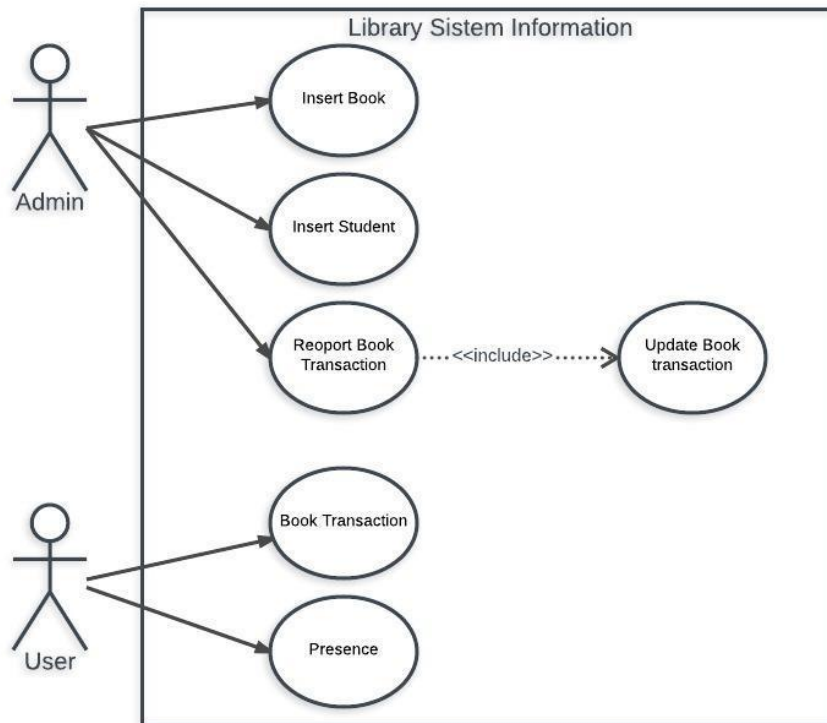 Library Sistem Information
Insert Book
Admin
Insert Student
Reoport Book
Transaction
<<include>>
Update Book
transaction
Book Transaction
User
Presence